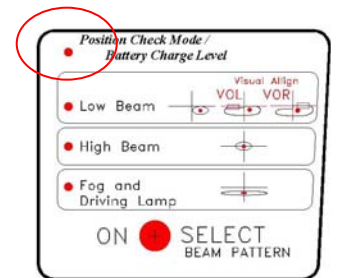 Position Check Mode /
Battery Charge Level
Visual Align
VOL VOR
Low Beam
High Beam
Fog and
Driving Lamp
ON SELECT
BEAM PATTERN